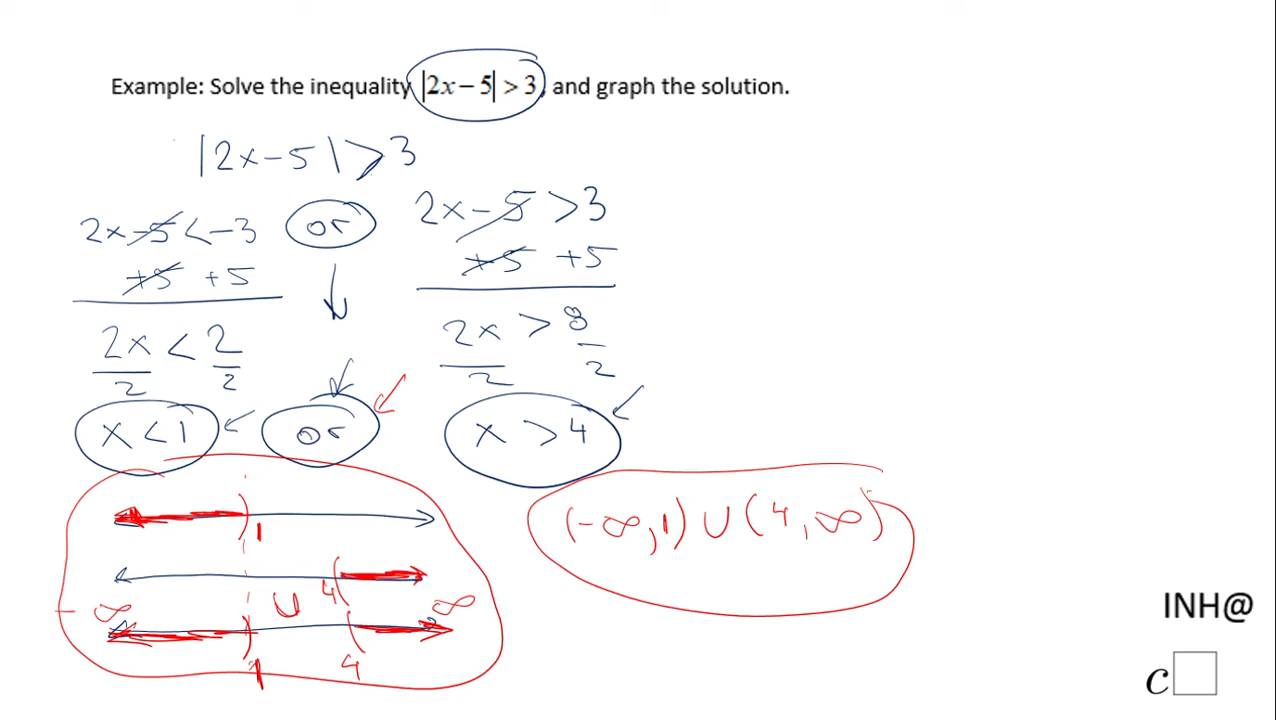 Example: Solve the inequality |2x − 5| > 3, and graph the solution.
|2x-5|>3
2x-5<-3 or 2x-5>3
+5 +5 +5 +5
2x < 2 2x > 8
2 2 2 2
x<1 or x>4
)
1
(-∞,1)∪(4,∞)
4(
-∞ ) ∪ ( ∞
1 4
INH@
c□